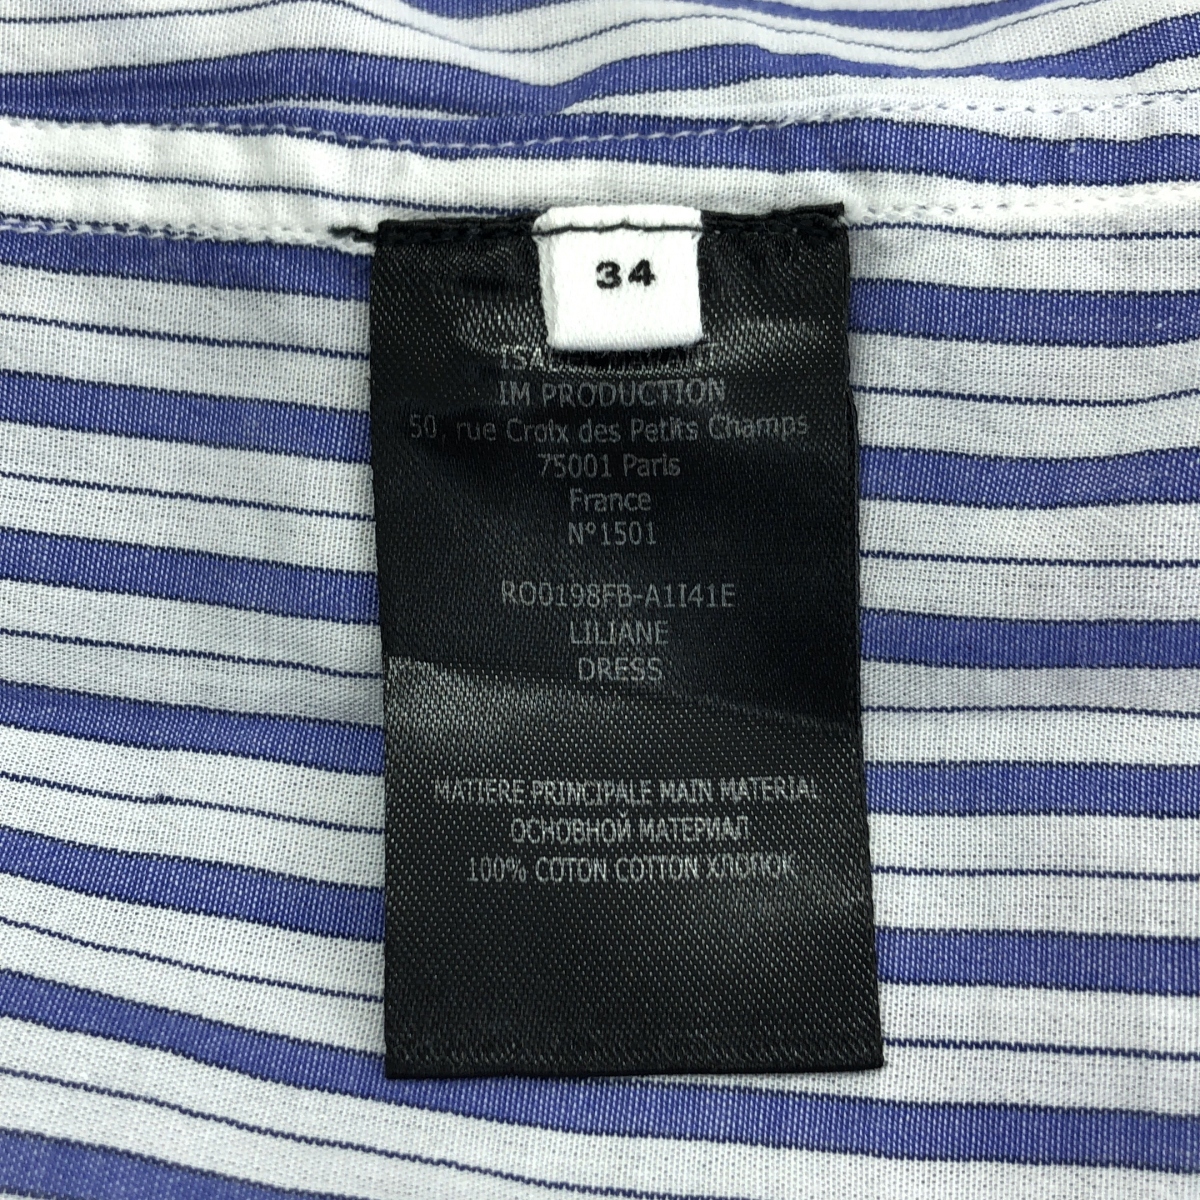 34
IM PRODUCTION
50, rue Croix des Petits Champs
75001 Paris
France
N°1501
RO0198FB-A1I41E
LILIANE
DRESS
MATIERE PRINCIPALE MAIN MATERIAL
ОСНОВНОЙ МАТЕРИАЛ
100% COTON COTTON ХЛОПОК